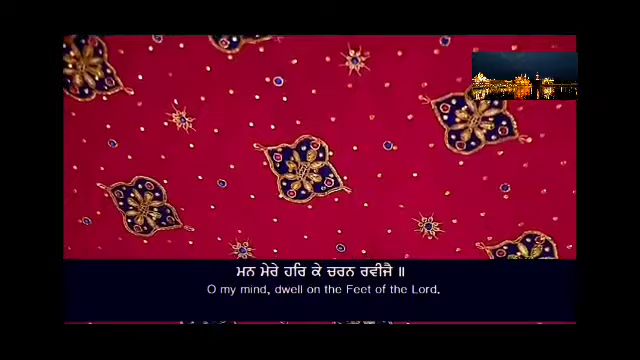 ਮਨ ਮੇਰੇ ਹਰਿ ਕੇ ਚਰਨ ਰਵੀਜੈ ॥
O my mind, dwell on the Feet of the Lord.